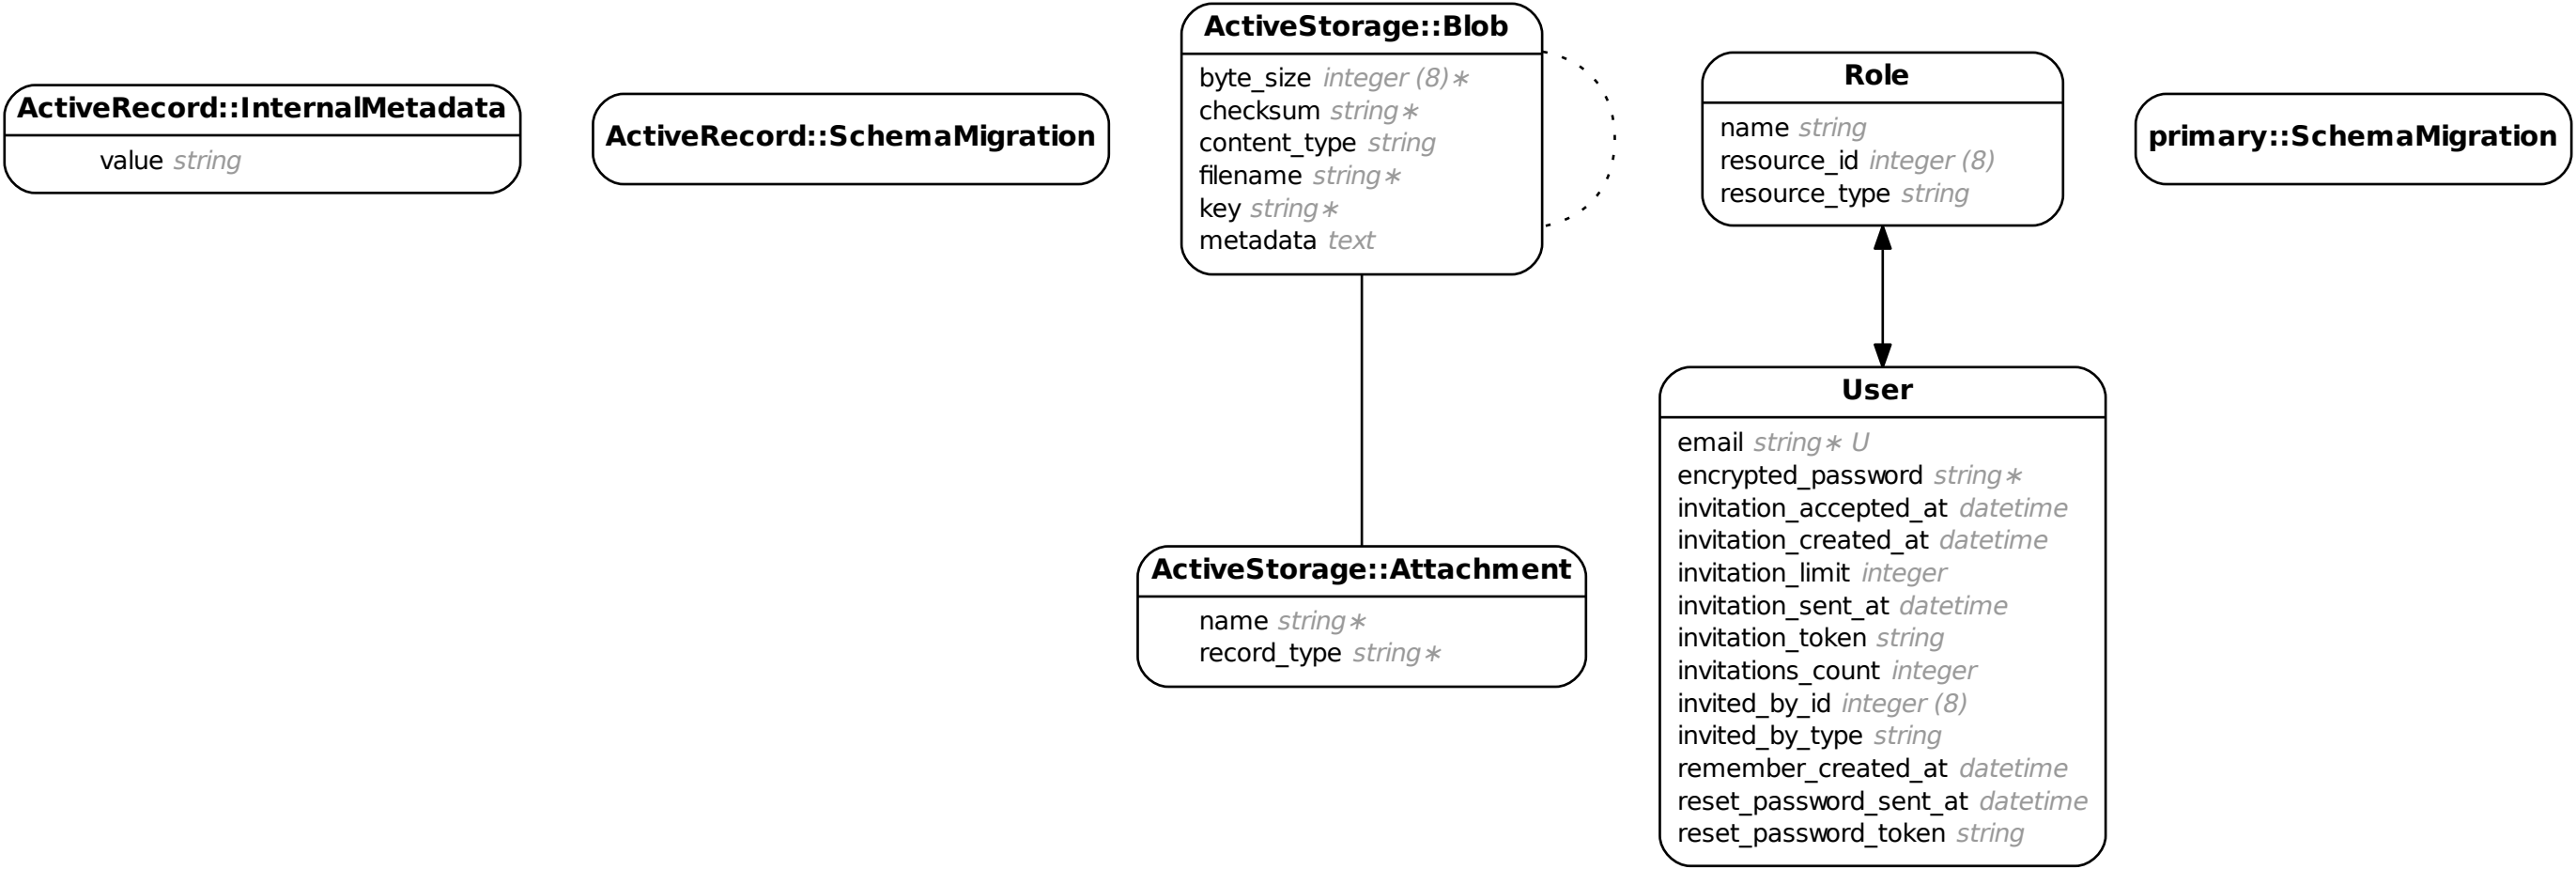 ActiveRecord::InternalMetadata
value string
ActiveRecord::SchemaMigration
ActiveStorage::Blob
byte_size integer (8)∗
checksum string∗
content_type string
filename string∗
key string∗
metadata text
ActiveStorage::Attachment
name string∗
record_type string∗
Role
name string
resource_id integer (8)
resource_type string
User
email string∗ U
encrypted_password string∗
invitation_accepted_at datetime
invitation_created_at datetime
invitation_limit integer
invitation_sent_at datetime
invitation_token string
invitations_count integer
invited_by_id integer (8)
invited_by_type string
remember_created_at datetime
reset_password_sent_at datetime
reset_password_token string
primary::SchemaMigration